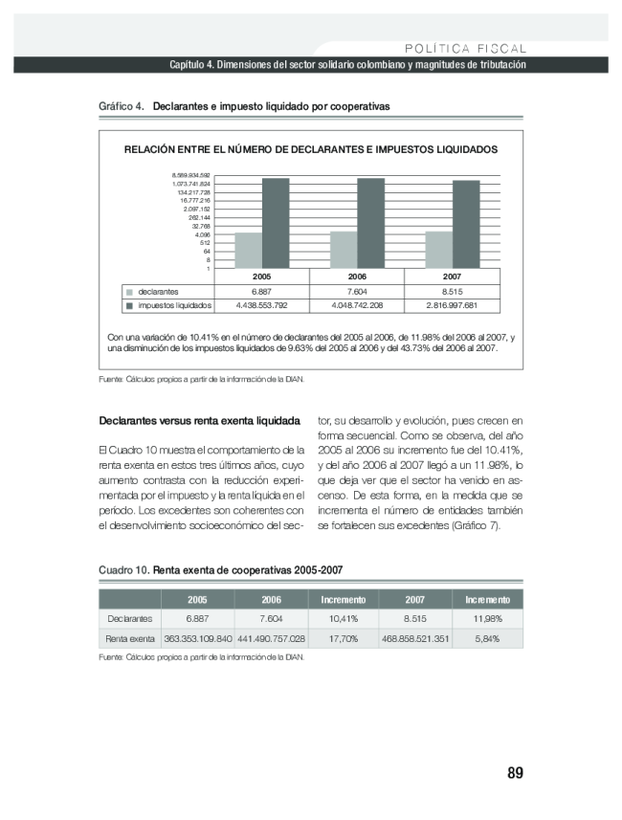 POLÍTICA FISCAL
Capítulo 4. Dimensiones del sector solidario colombiano y magnitudes de tributación
Gráfico 4. Declarantes e impuesto liquidado por cooperativas
RELACIÓN ENTRE EL NÚMERO DE DECLARANTES E IMPUESTOS LIQUIDADOS
8.589.934.592
1.073.741.824
134.217.728
16.777.216
2.097.152
262.144
32.768
4.096
512
64
8
1
2005 2006 2007
declarantes 6.887 7.604 8.515
impuestos liquidados 4.438.553.792 4.048.742.208 2.816.997.681
Con una variación de 10.41% en el número de declarantes del 2005 al 2006, de 11.98% del 2006 al 2007, y
una disminución de los impuestos liquidados de 9.63% del 2005 al 2006 y del 43.73% del 2006 al 2007.
Fuente: Cálculos propios a partir de la información de la DIAN.
Declarantes versus renta exenta liquidada
El Cuadro 10 muestra el comportamiento de la
renta exenta en estos tres últimos años, cuyo
aumento contrasta con la reducción experi-
mentada por el impuesto y la renta líquida en el
período. Los excedentes son coherentes con
el desenvolvimiento socioeconómico del sec-
tor, su desarrollo y evolución, pues crecen en
forma secuencial. Como se observa, del año
2005 al 2006 su incremento fue del 10.41%,
y del año 2006 al 2007 llegó a un 11.98%, lo
que deja ver que el sector ha venido en as-
censo. De esta forma, en la medida que se
incrementa el número de entidades también
se fortalecen sus excedentes (Gráfico 7).
Cuadro 10. Renta exenta de cooperativas 2005-2007
2005 2006 Incremento 2007 Incremento
Declarantes 6.887 7.604 10,41% 8.515 11,98%
Renta exenta 363.353.109.840 441.490.757.028 17,70% 468.858.521.351 5,84%
Fuente: Cálculos propios a partir de la información de la DIAN.
89